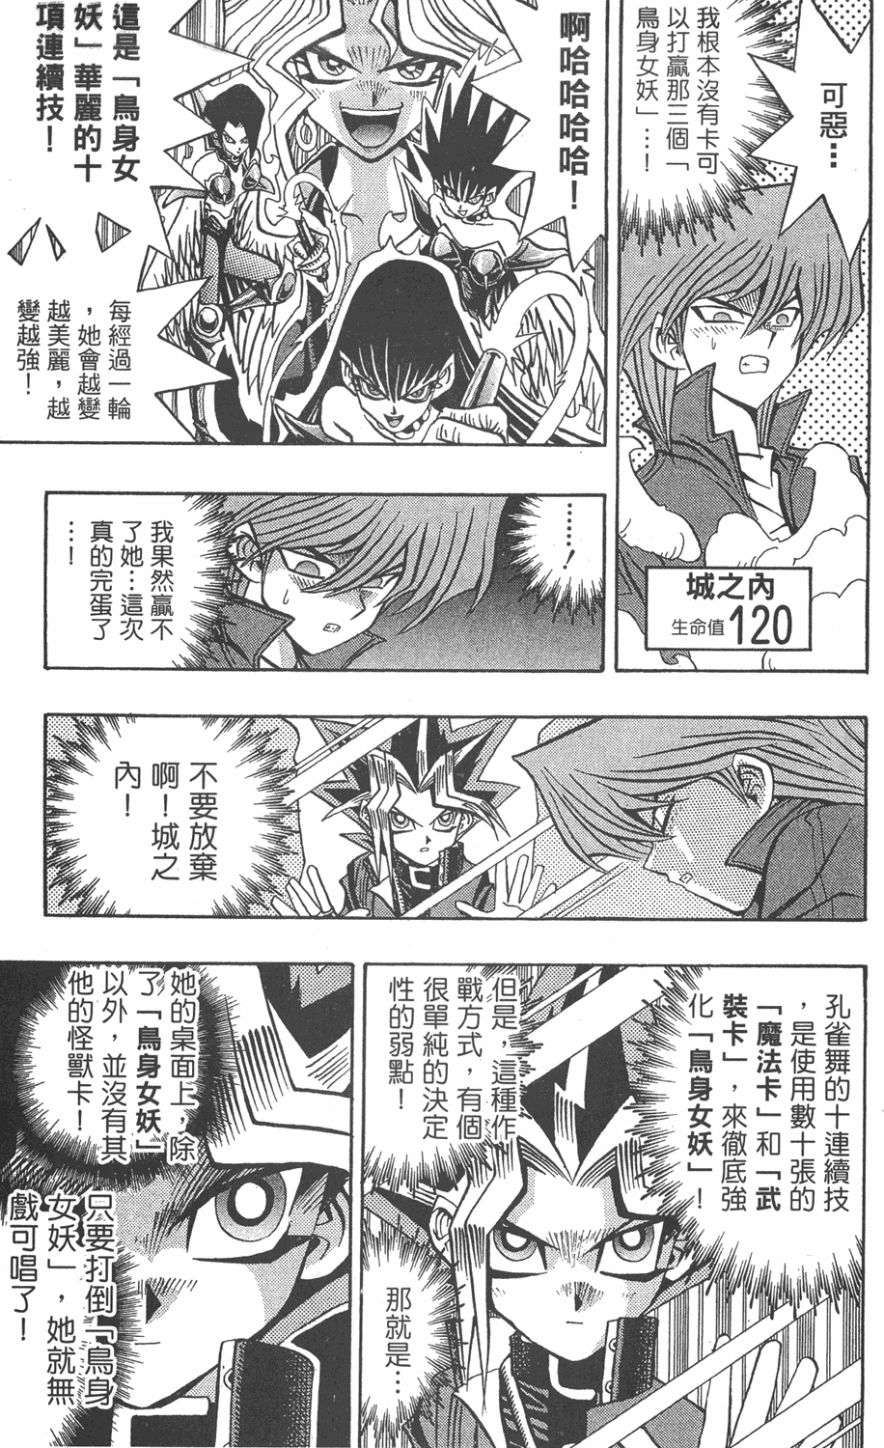 可惡…
我根本沒有卡可
以打贏那三個「
鳥身女妖」…!
城之內
生命值120
啊哈哈哈哈!
這是「鳥身女
妖」華麗的十
項連續技!
每經過一輪
,她會越變
越美麗,越
變越強!
……!
我果然贏不
了她…這次
真的完蛋了
…!
不要放棄
啊!城之
內!
孔雀舞的十連續技
,是使用數十張的
「魔法卡」和「武
裝卡」,來徹底強
化「鳥身女妖」!
但是,這種作
戰方式,有個
很單純的決定
性的弱點!
那就是…
她的桌面上,除
了「鳥身女妖」
以外,並沒有其
他的怪獸卡!
只要打倒「鳥身
女妖」,她就無
戲可唱了!